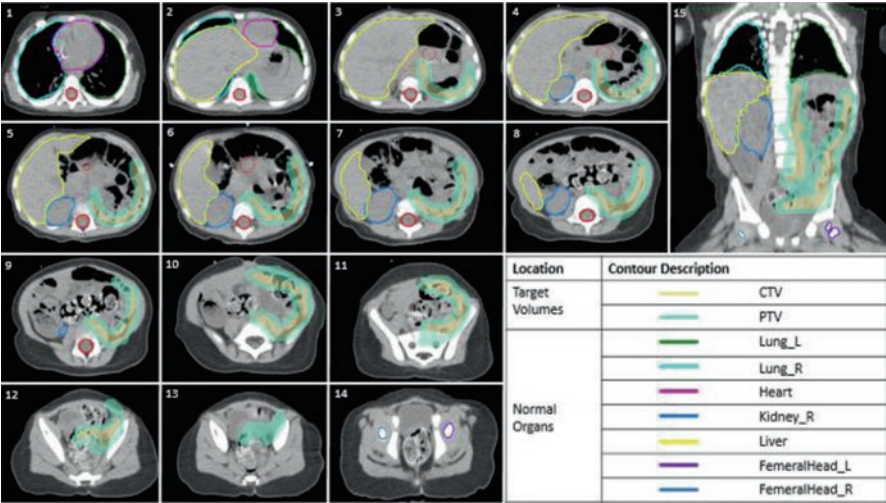 1
2
3
4
15
5
6
7
8
9
10
11
12
13
14
Location Contour Description
Target Volumes CTV
PTV
Normal Organs Lung_L
Lung_R
Heart
Kidney_R
Liver
FemeralHead_L
FemeralHead_R